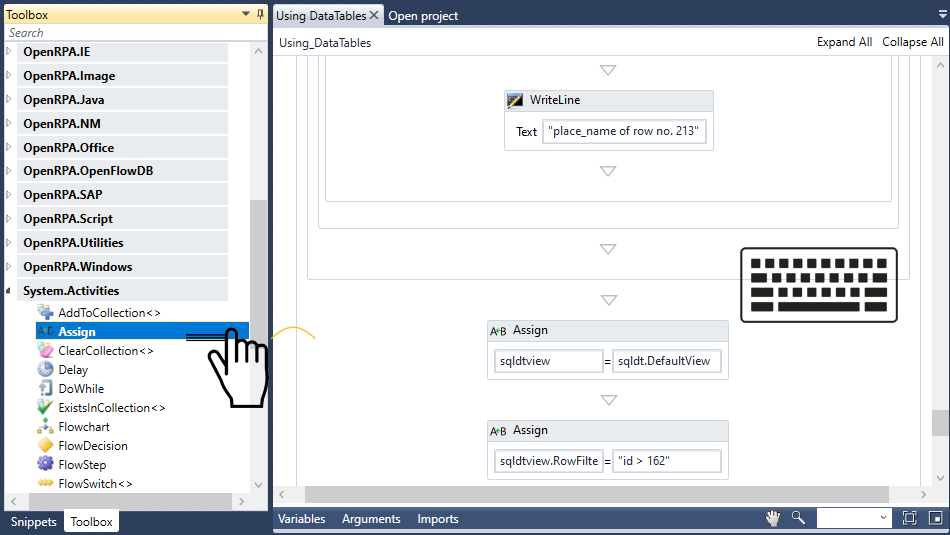 Toolbox
Search
OpenRPA.IE
OpenRPA.Image
OpenRPA.Java
OpenRPA.NM
OpenRPA.Office
OpenRPA.OpenFlowDB
OpenRPA.SAP
OpenRPA.Script
OpenRPA.Utilities
OpenRPA.Windows
System.Activities
AddToCollection<>
A+B Assign
ClearCollection<>
Delay
DoWhile
ExistsInCollection<>
Flowchart
FlowDecision
FlowStep
FlowSwitch<>
Snippets Toolbox
Using DataTables Open project
Using_DataTables Expand All Collapse All
WriteLine
Text "place_name of row no. 213"
A+B Assign
sqldtview = sqldt.DefaultView
A+B Assign
sqldtview.RowFilte = "id > 162"
Variables Arguments Imports